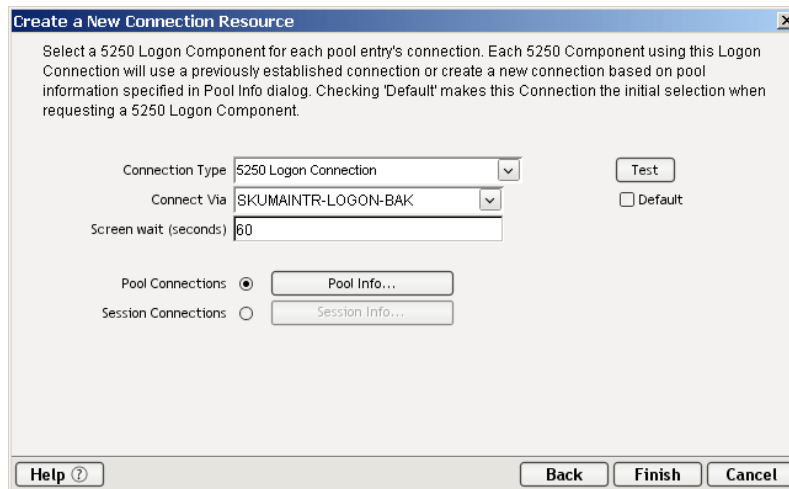 Create a New Connection Resource
Select a 5250 Logon Component for each pool entry's connection. Each 5250 Component using this Logon
Connection will use a previously established connection or create a new connection based on pool
information specified in Pool Info dialog. Checking 'Default' makes this Connection the initial selection when
requesting a 5250 Logon Component.
Connection Type 5250 Logon Connection Test
Connect Via SKUMAINTR-LOGON-BAK Default
Screen wait (seconds) 60
Pool Connections Pool Info...
Session Connections Session Info...
Help ? Back Finish Cancel